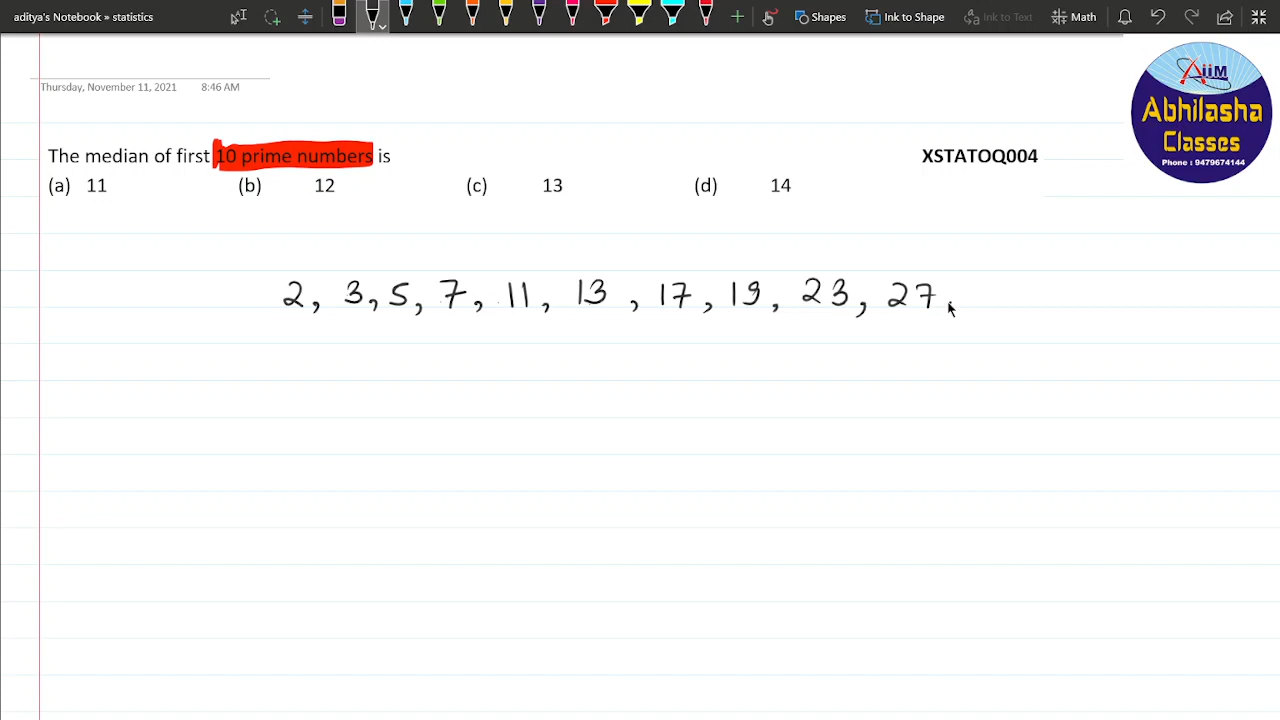 aditya's Notebook » statistics
Shapes
Ink to Shape
Ink to Text
Math
Thursday, November 11, 2021 8:46 AM
AiiM
Abhilasha
Classes
Phone : 9479674144
The median of first 10 prime numbers is XSTATOQ004
(a) 11 (b) 12 (c) 13 (d) 14
2, 3, 5, 7, 11, 13, 17, 19, 23, 27